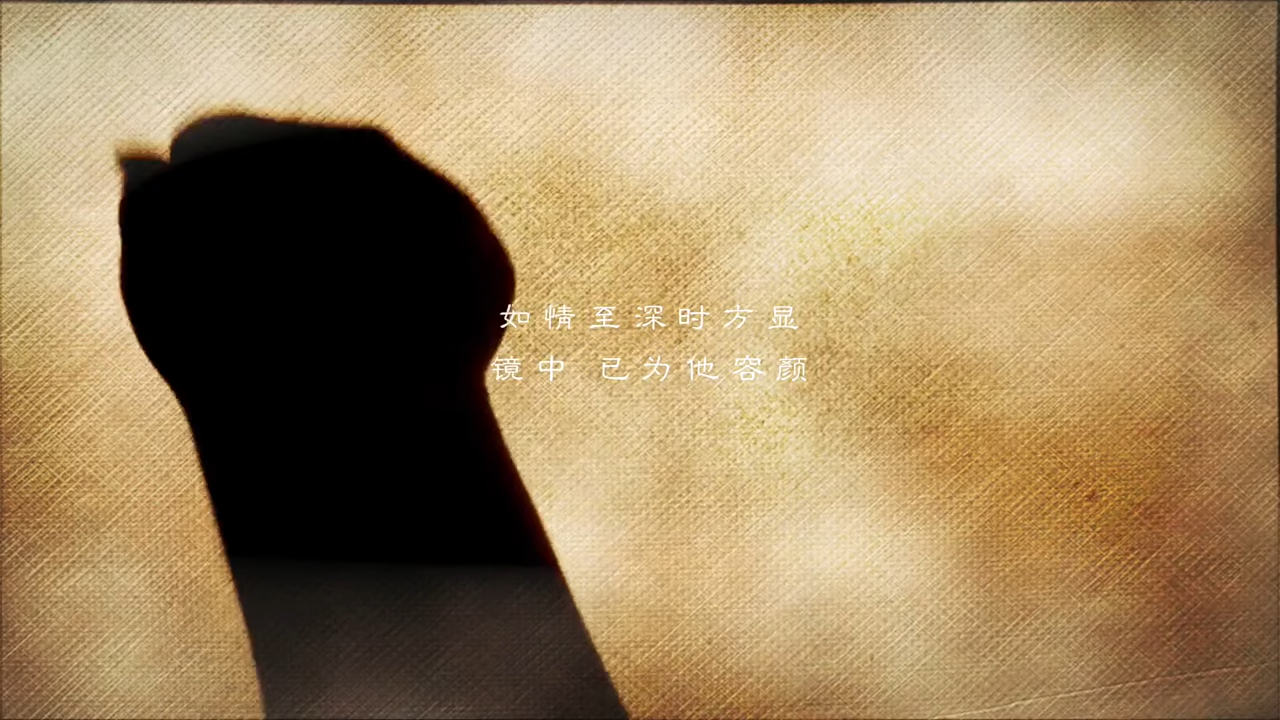 如情至深时方显
镜中 已为他容颜